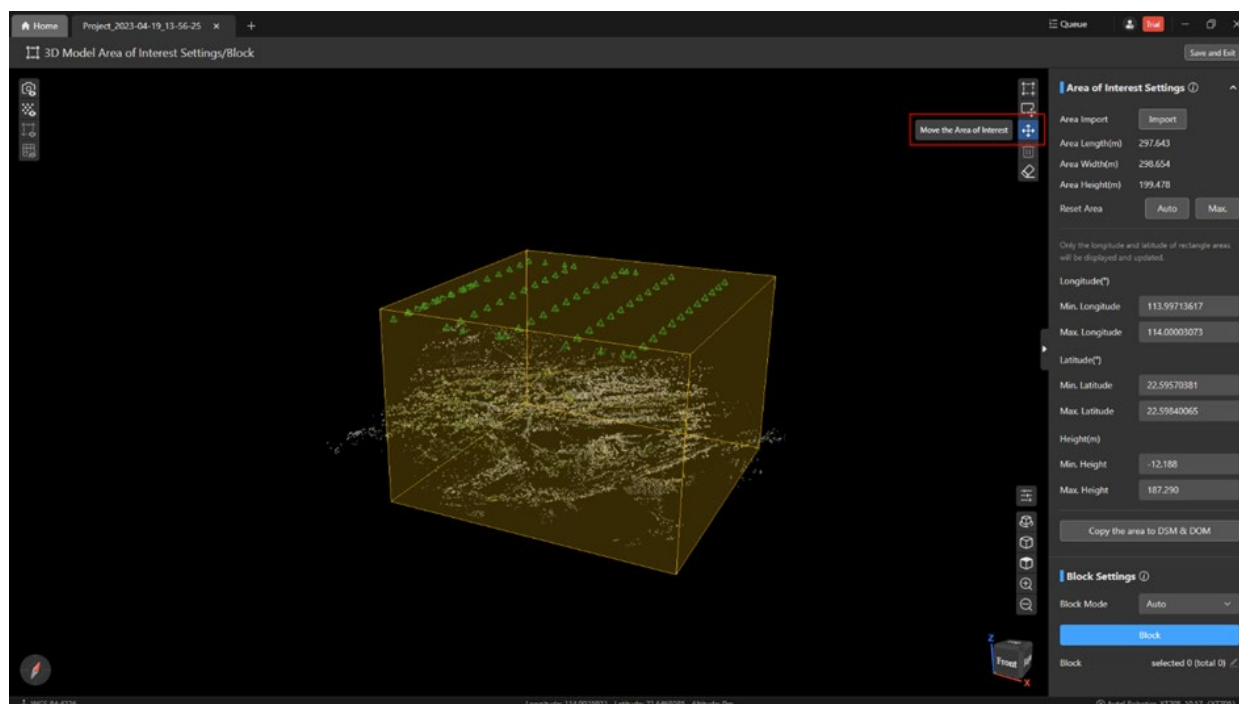 Home
Project_2023-04-19_13-56-25
Queue
Trial
3D Model Area of Interest Settings/Block
Save and Exit
Move the Area of Interest
Area of Interest Settings
Area Import Import
Area Length(m) 297.643
Area Width(m) 298.654
Area Height(m) 199.478
Reset Area Auto Max.
Only the longitude and latitude of rectangle areas
will be displayed and updated.
Longitude(°)
Min. Longitude 113.99713617
Max. Longitude 114.00003073
Latitude(°)
Min. Latitude 22.59570381
Max. Latitude 22.59840065
Height(m)
Min. Height -12.188
Max. Height 187.290
Copy the area to DSM & DOM
Block Settings
Block Mode Auto
Block
Block selected 0 (total 0)
Z
Front
X